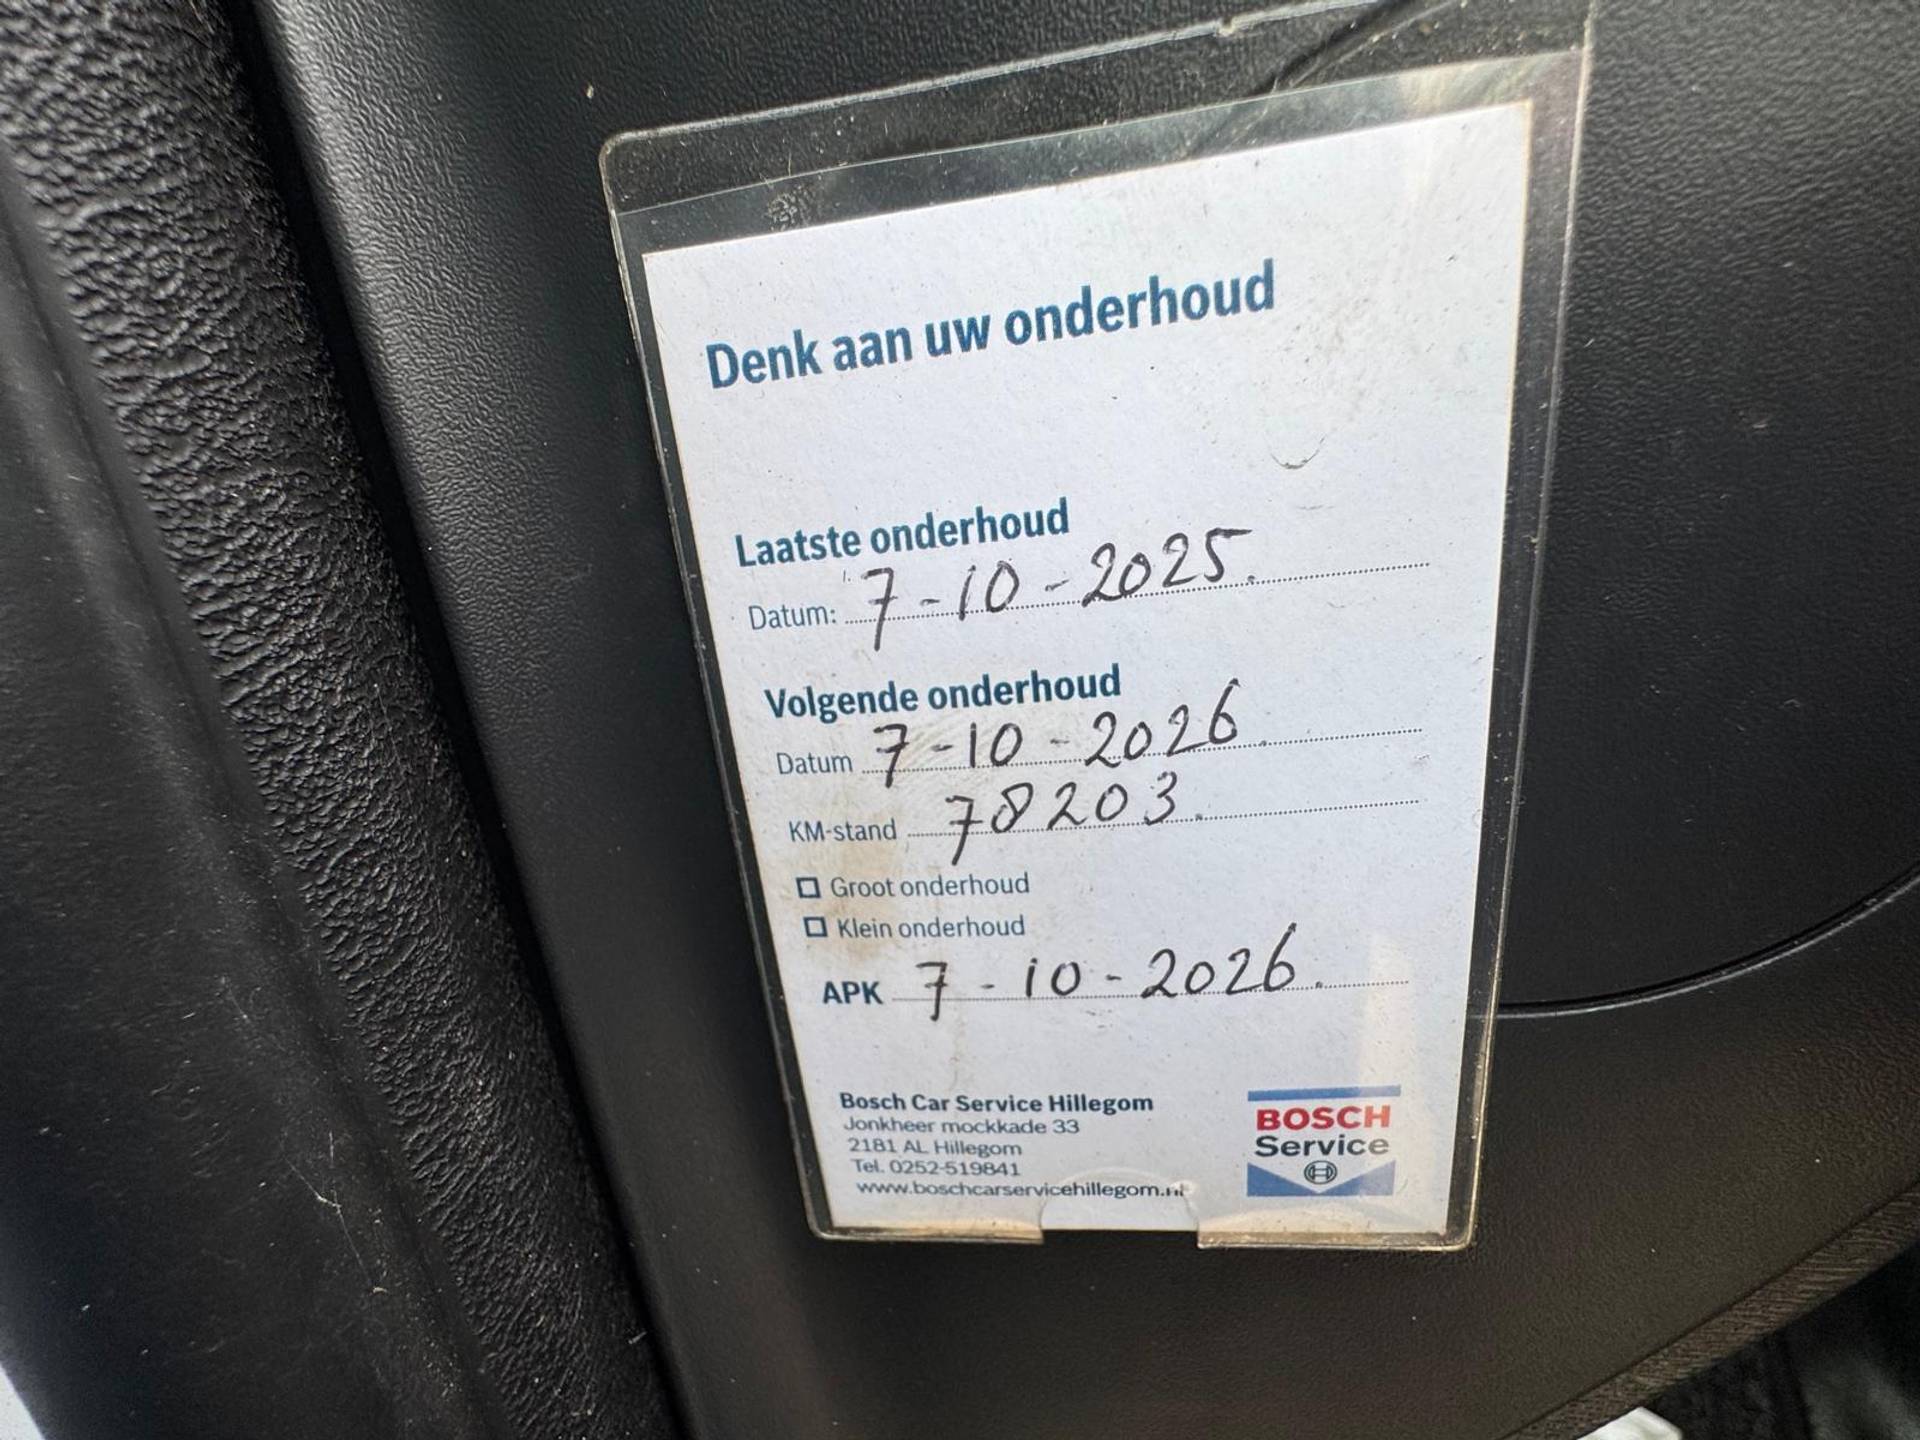 Denk aan uw onderhoud
Laatste onderhoud
Datum: 7-10-2025.
Volgende onderhoud
Datum 7-10-2026.
KM-stand 78203.
Groot onderhoud
Klein onderhoud
APK 7-10-2026.
Bosch Car Service Hillegom
Jonkheer mockkade 33
2181 AL Hillegom
Tel. 0252-519841
www.boschcarservicehillegom.nl
BOSCH
Service